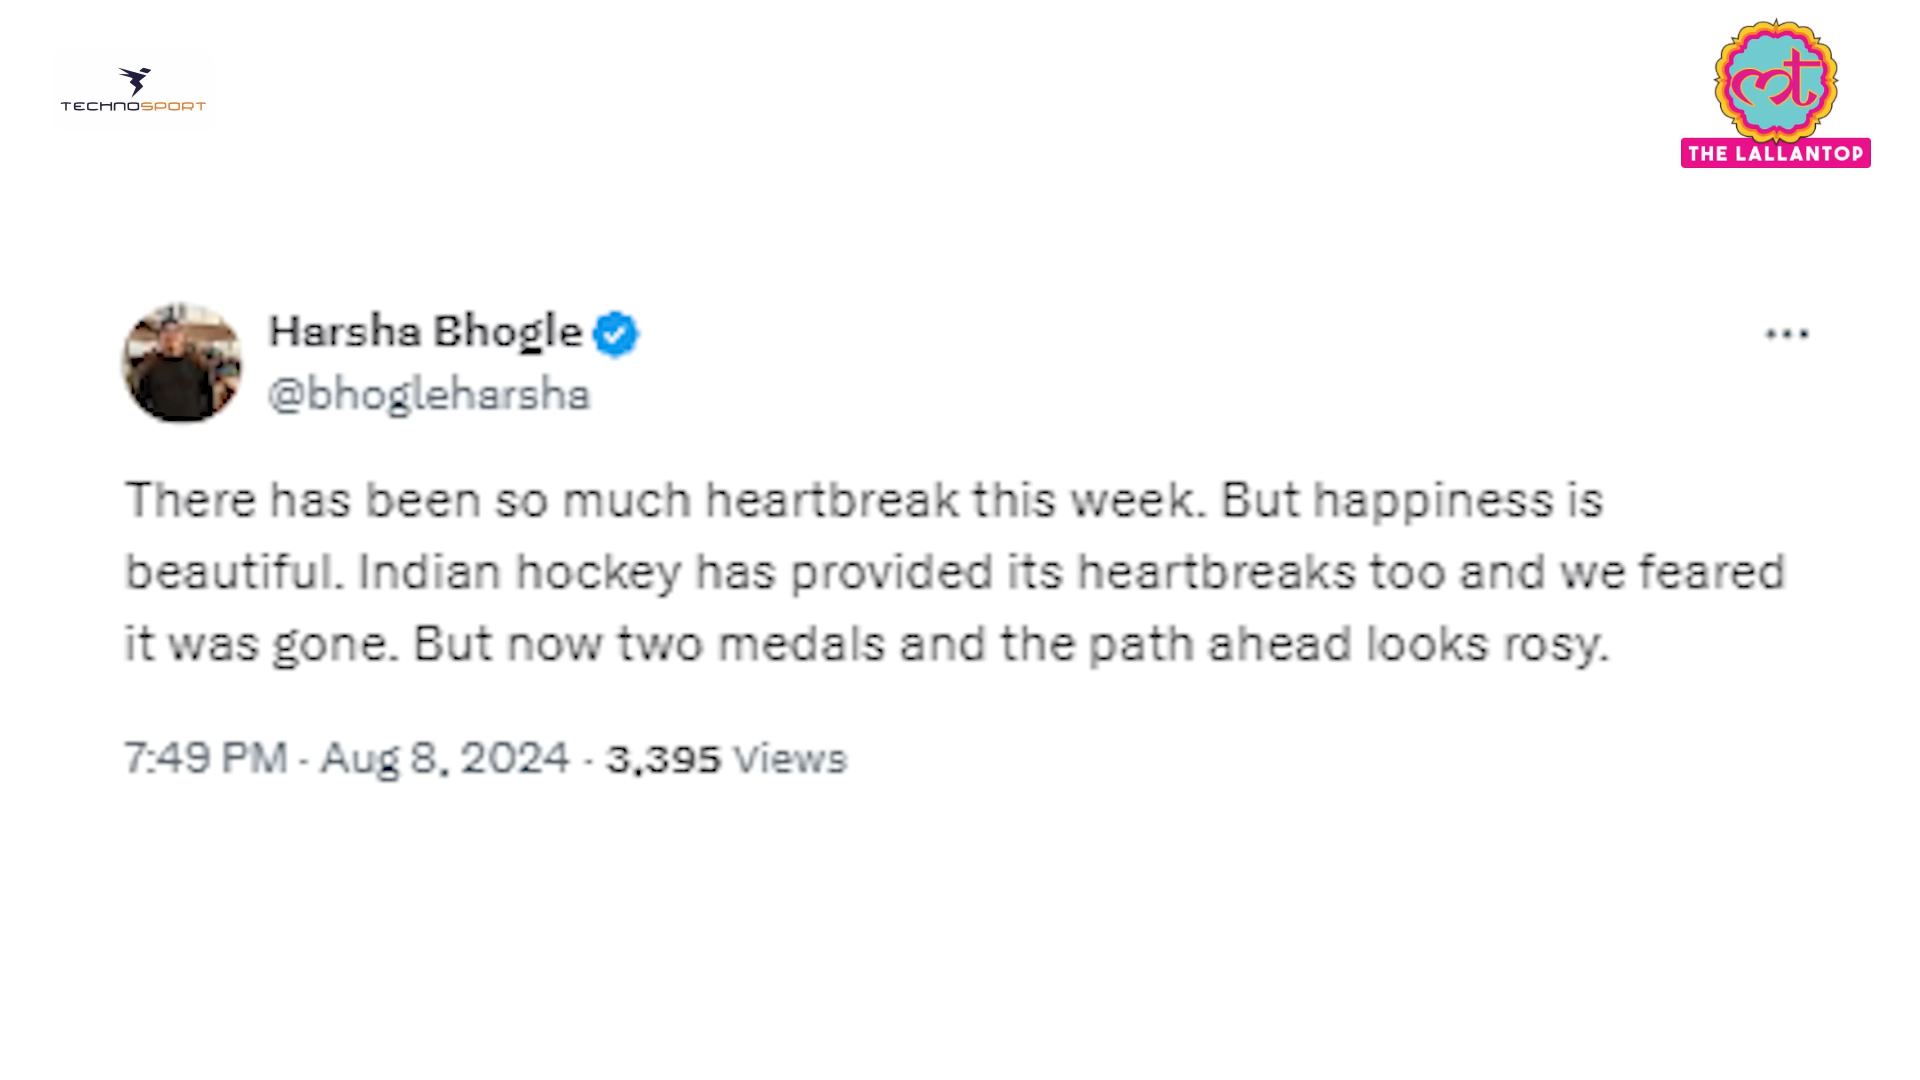 TECHNOSPORT
THE LALLANTOP
Harsha Bhogle
@bhogleharsha
There has been so much heartbreak this week. But happiness is
beautiful. Indian hockey has provided its heartbreaks too and we feared
it was gone. But now two medals and the path ahead looks rosy.
7:49 PM · Aug 8, 2024 · 3,395 Views